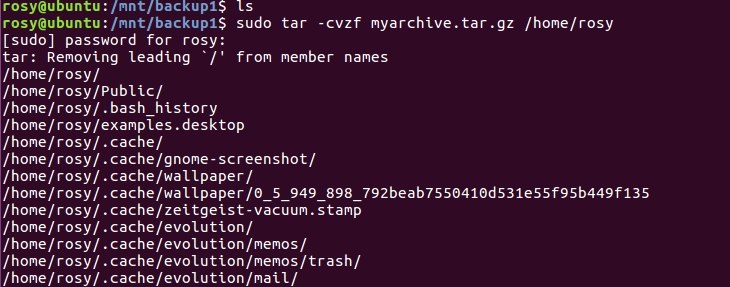 rosy@ubuntu:/mnt/backup1$ ls
rosy@ubuntu:/mnt/backup1$ sudo tar -cvzf myarchive.tar.gz /home/rosy
[sudo] password for rosy:
tar: Removing leading `/' from member names
/home/rosy/
/home/rosy/Public/
/home/rosy/.bash_history
/home/rosy/examples.desktop
/home/rosy/.cache/
/home/rosy/.cache/gnome-screenshot/
/home/rosy/.cache/wallpaper/
/home/rosy/.cache/wallpaper/0_5_949_898_792beab7550410d531e55f95b449f135
/home/rosy/.cache/zeitgeist-vacuum.stamp
/home/rosy/.cache/evolution/
/home/rosy/.cache/evolution/memos/
/home/rosy/.cache/evolution/memos/trash/
/home/rosy/.cache/evolution/mail/